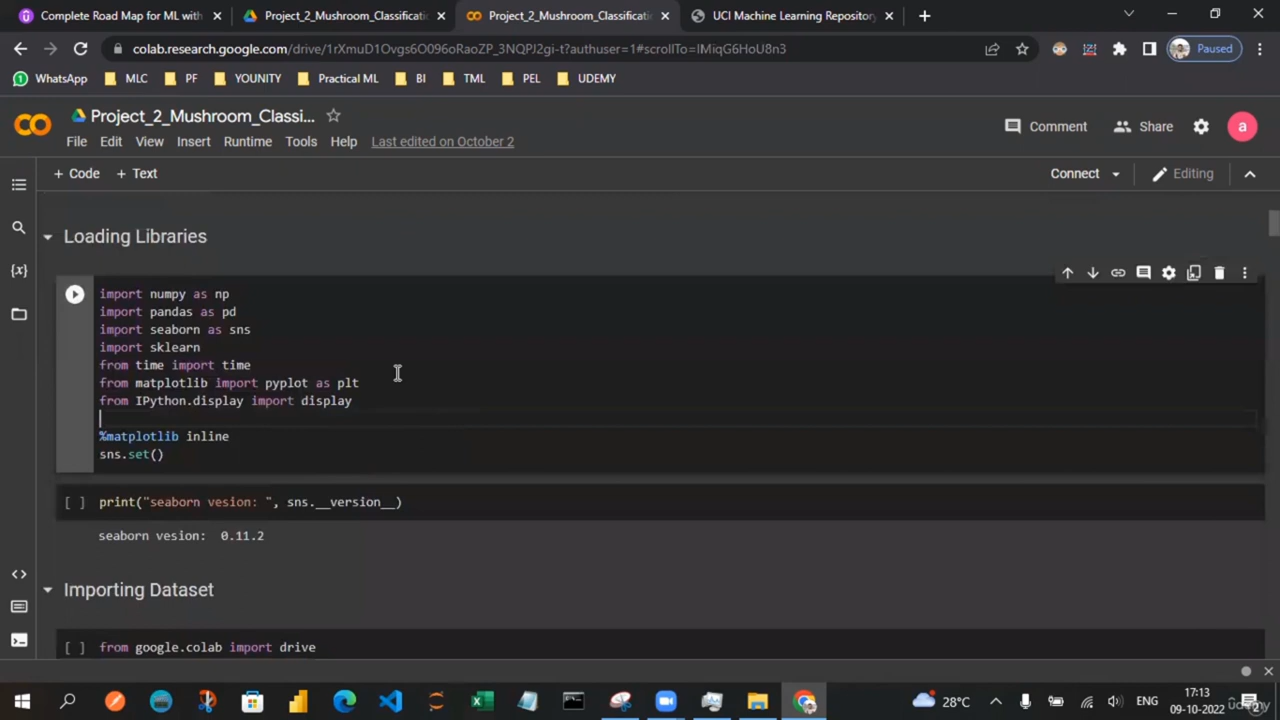 Complete Road Map for ML with
Project_2_Mushroom_Classificati
Project_2_Mushroom_Classificati
UCI Machine Learning Repository
colab.research.google.com/drive/1rXmuD1Ovgs6O096oRaoZP_3NQPJ2gi-t?authuser=1#scrollTo=IMiqG6HoU8n3
Paused
WhatsApp MLC PF YOUNITY Practical ML BI TML PEL UDEMY
Project_2_Mushroom_Classi...
Comment Share a
File Edit View Insert Runtime Tools Help Last edited on October 2
+ Code + Text Connect Editing
Loading Libraries
import numpy as np
import pandas as pd
import seaborn as sns
import sklearn
from time import time
from matplotlib import pyplot as plt
from IPython.display import display
%matplotlib inline
sns.set()
[ ] print("seaborn vesion: ", sns.__version__)
seaborn vesion:  0.11.2
Importing Dataset
[ ] from google.colab import drive
28°C ENG 17:13
09-10-2022
udemy